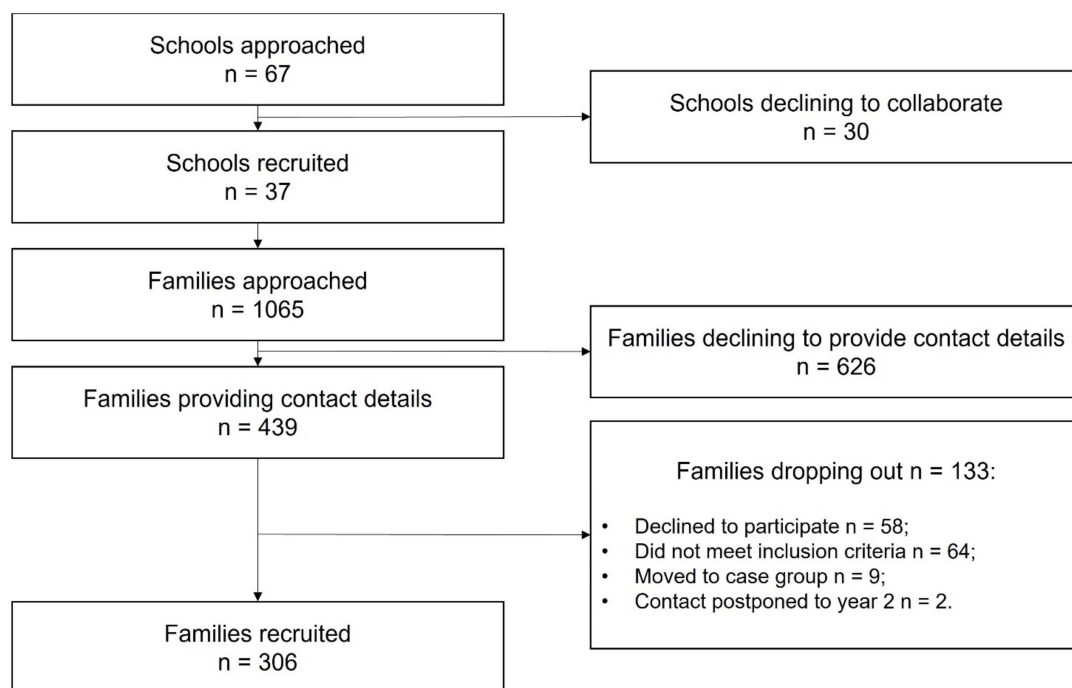 Schools approached
n = 67
Schools declining to collaborate
n = 30
Schools recruited
n = 37
Families approached
n = 1065
Families declining to provide contact details
n = 626
Families providing contact details
n = 439
Families dropping out n = 133:
• Declined to participate n = 58;
• Did not meet inclusion criteria n = 64;
• Moved to case group n = 9;
• Contact postponed to year 2 n = 2.
Families recruited
n = 306